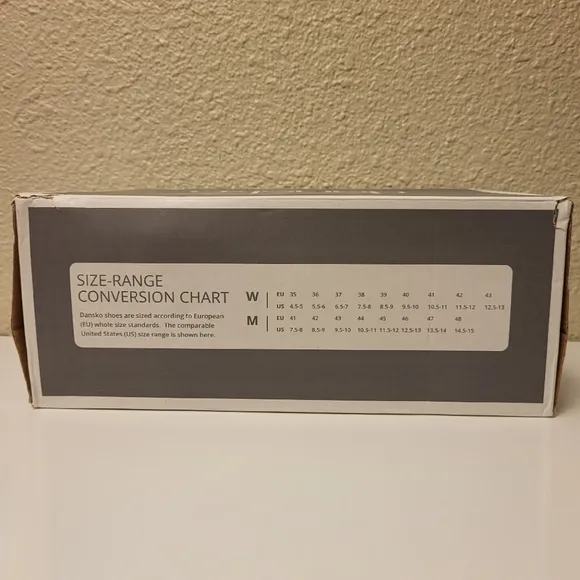 SIZE-RANGE
CONVERSION CHART
Dansko shoes are sized according to European
(EU) whole size standards. The comparable
United States (US) size range is shown here.
W
EU 35 36 37 38 39 40 41 42 43
US 4.5-5 5.5-6 6.5-7 7.5-8 8.5-9 9.5-10 10.5-11 11.5-12 12.5-13
M
EU 41 42 43 44 45 46 47 48
US 7.5-8 8.5-9 9.5-10 10.5-11 11.5-12 12.5-13 13.5-14 14.5-15